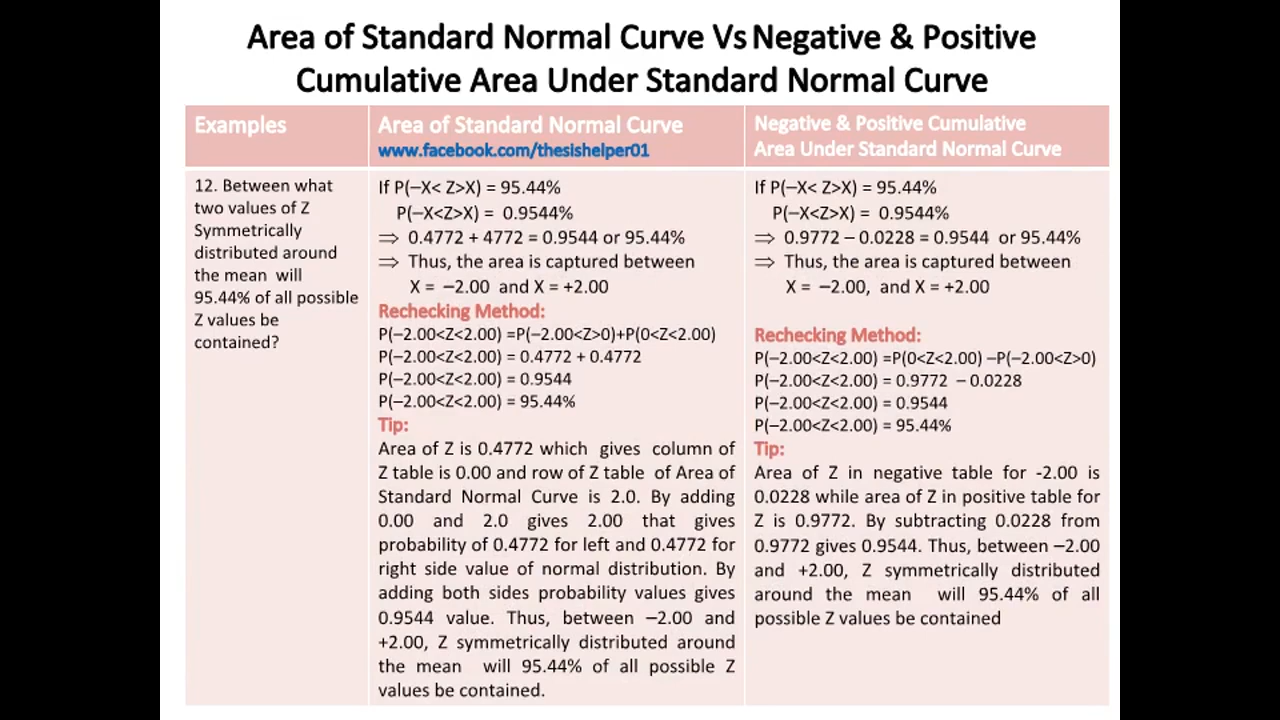 Area of Standard Normal Curve Vs Negative & Positive
Cumulative Area Under Standard Normal Curve
Examples
Area of Standard Normal Curve
www.facebook.com/thesishelper01
Negative & Positive Cumulative
Area Under Standard Normal Curve
12. Between what
two values of Z
Symmetrically
distributed around
the mean will
95.44% of all possible
Z values be
contained?
If P(–X< Z>X) = 95.44%
P(–X<Z>X) = 0.9544%
⇒ 0.4772 + 4772 = 0.9544 or 95.44%
⇒ Thus, the area is captured between
X = –2.00 and X = +2.00
Rechecking Method:
P(–2.00<Z<2.00) =P(–2.00<Z>0)+P(0<Z<2.00)
P(–2.00<Z<2.00) = 0.4772 + 0.4772
P(–2.00<Z<2.00) = 0.9544
P(–2.00<Z<2.00) = 95.44%
Tip:
Area of Z is 0.4772 which gives column of
Z table is 0.00 and row of Z table of Area of
Standard Normal Curve is 2.0. By adding
0.00 and 2.0 gives 2.00 that gives
probability of 0.4772 for left and 0.4772 for
right side value of normal distribution. By
adding both sides probability values gives
0.9544 value. Thus, between –2.00 and
+2.00, Z symmetrically distributed around
the mean will 95.44% of all possible Z
values be contained.
If P(–X< Z>X) = 95.44%
P(–X<Z>X) = 0.9544%
⇒ 0.9772 – 0.0228 = 0.9544 or 95.44%
⇒ Thus, the area is captured between
X = –2.00, and X = +2.00
Rechecking Method:
P(–2.00<Z<2.00) =P(0<Z<2.00) –P(–2.00<Z>0)
P(–2.00<Z<2.00) = 0.9772 – 0.0228
P(–2.00<Z<2.00) = 0.9544
P(–2.00<Z<2.00) = 95.44%
Tip:
Area of Z in negative table for -2.00 is
0.0228 while area of Z in positive table for
Z is 0.9772. By subtracting 0.0228 from
0.9772 gives 0.9544. Thus, between –2.00
and +2.00, Z symmetrically distributed
around the mean will 95.44% of all
possible Z values be contained